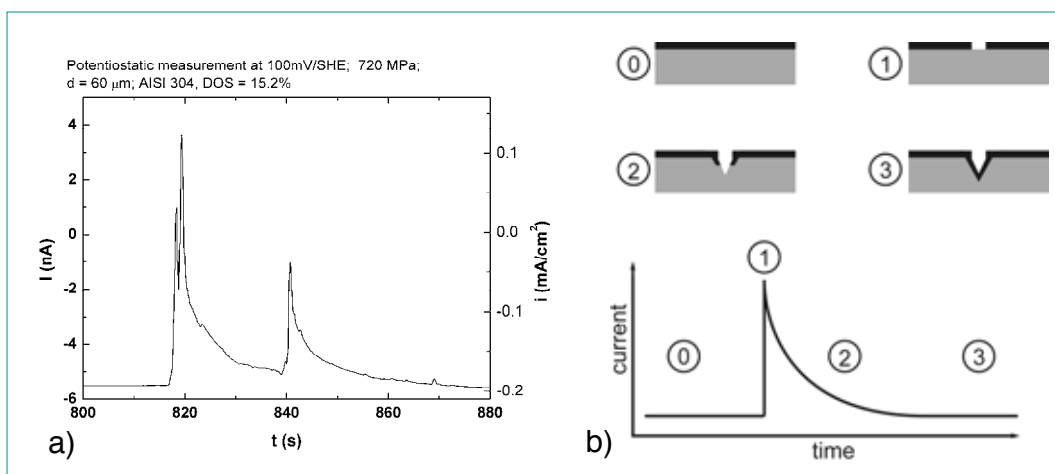 Potentiostatic measurement at 100mV/SHE; 720 MPa;
d = 60 μm; AISI 304, DOS = 15.2%
I (nA)
4
2
0
-2
-4
-6
0.1
0.0
-0.1
-0.2
i (mA/cm²)
800 820 840 860 880
t (s)
a)
0
1
2
3
current
0
1
2
3
time
b)